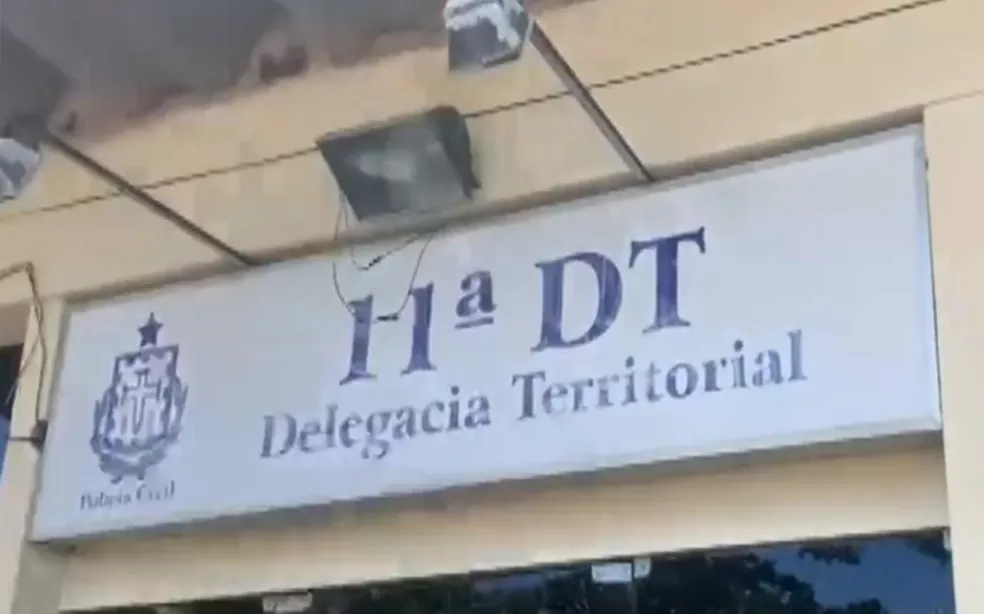 11ª DT
Delegacia Territorial
Polícia Civil